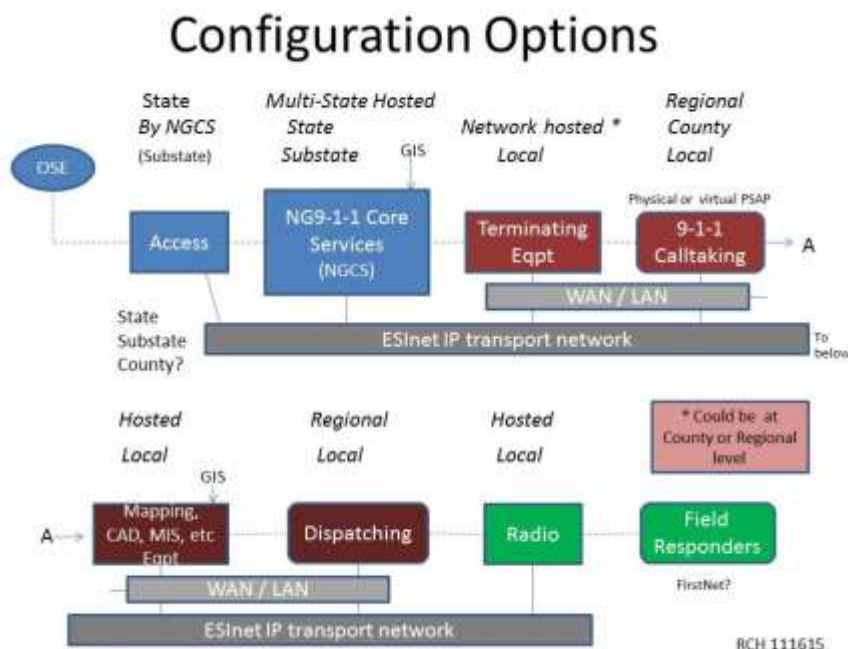 Configuration Options
State
By NGCS
(Substate)
Multi-State Hosted
State
Substate
GIS
Network hosted *
Local
Regional
County
Local
OSE
Physical or virtual PSAP
Access
NG9-1-1 Core
Services
(NGCS)
Terminating
Eqpt
9-1-1
Calltaking
A
WAN / LAN
State
Substate
County?
ESInet IP transport network
To
below
Hosted
Local
GIS
Regional
Local
Hosted
Local
* Could be at
County or Regional
level
A
Mapping,
CAD, MIS, etc
Eqpt
Dispatching
Radio
Field
Responders
WAN / LAN
FirstNet?
ESInet IP transport network
RCH 111615